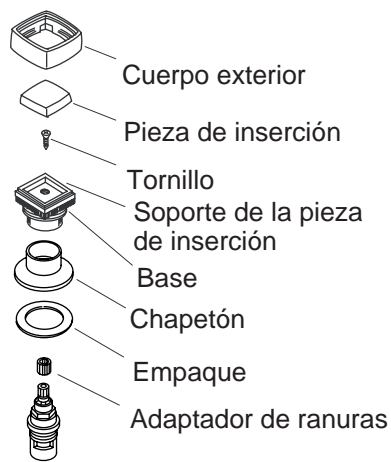 Cuerpo exterior
Pieza de inserción
Tornillo
Soporte de la pieza
de inserción
Base
Chapetón
Empaque
Adaptador de ranuras